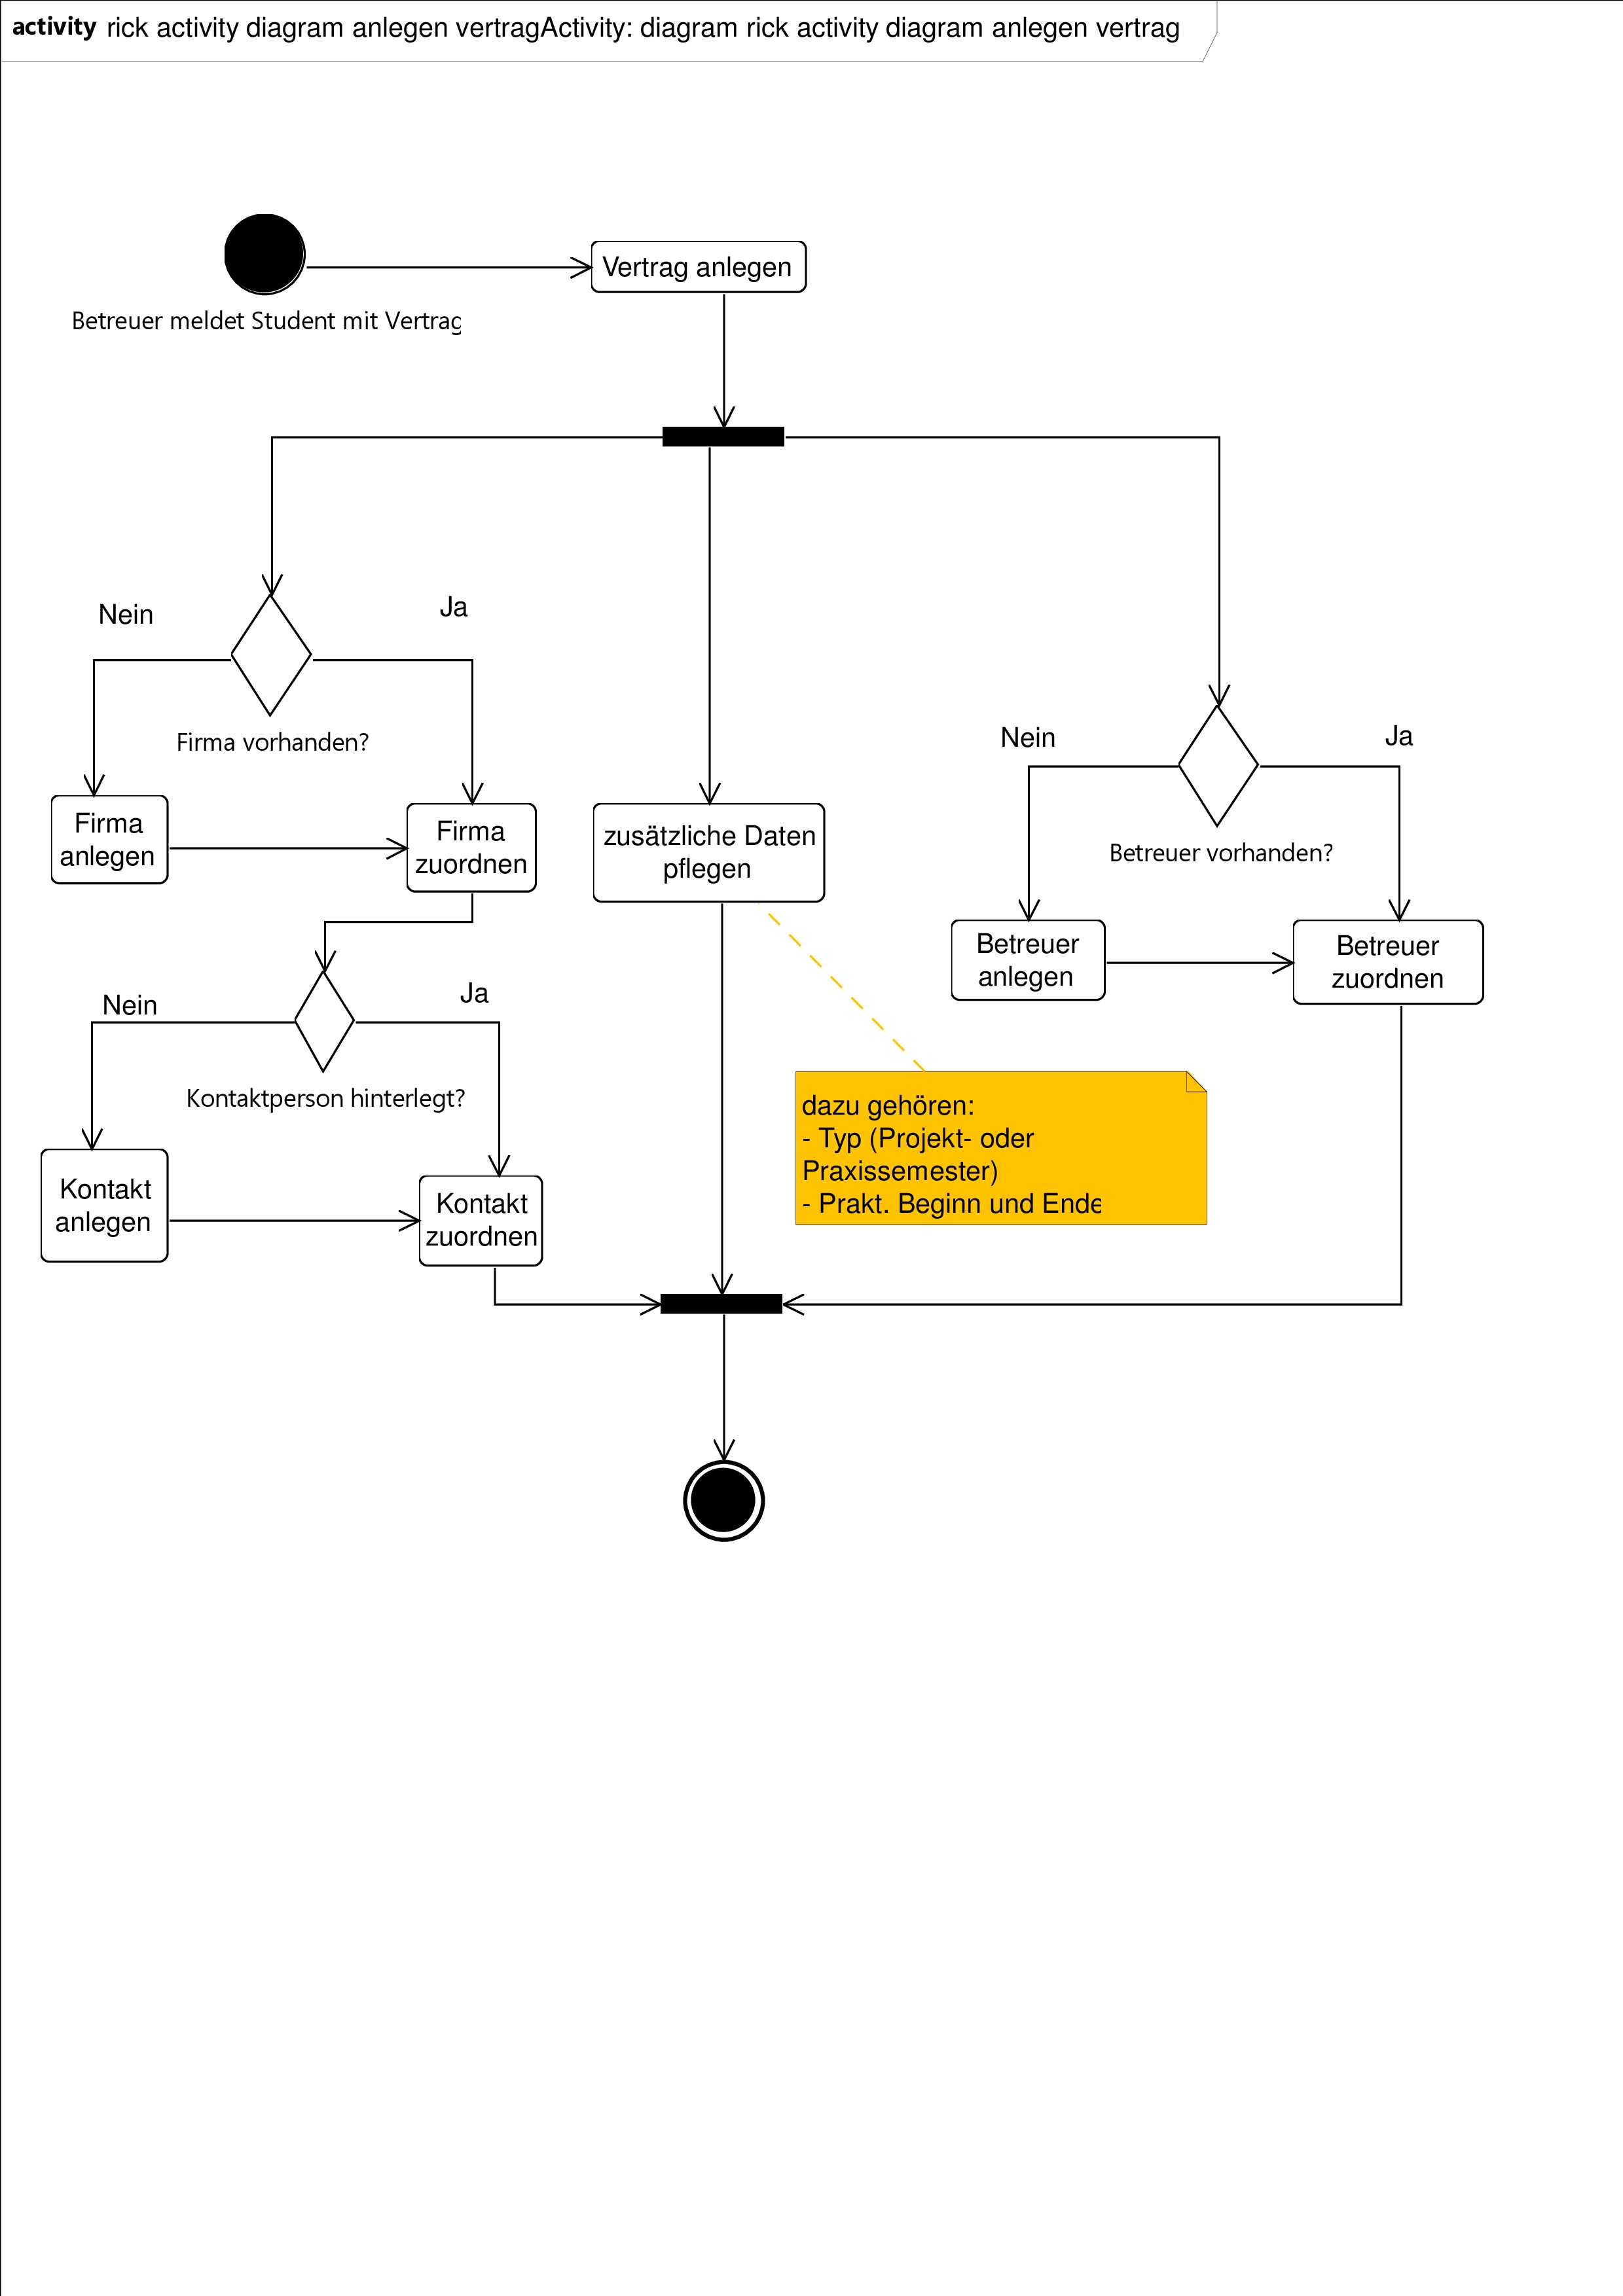 activity rick activity diagram anlegen vertragActivity: diagram rick activity diagram anlegen vertrag
Vertrag anlegen
Betreuer meldet Student mit Vertrag
Nein
Ja
Firma vorhanden?
Firma
anlegen
Firma
zuordnen
zusätzliche Daten
pflegen
Nein
Ja
Betreuer vorhanden?
Betreuer
anlegen
Betreuer
zuordnen
Nein
Ja
Kontaktperson hinterlegt?
Kontakt
anlegen
Kontakt
zuordnen
dazu gehören:
- Typ (Projekt- oder
Praxissemester)
- Prakt. Beginn und Ende